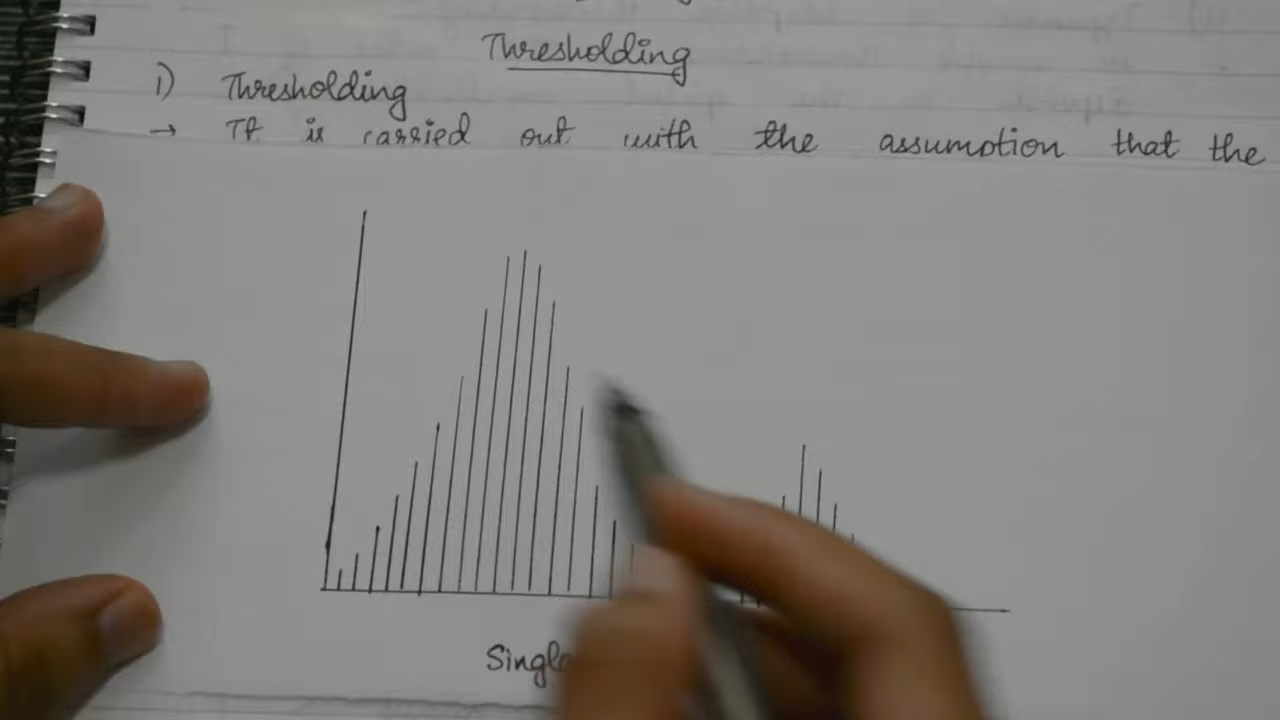 Thresholding
1) Thresholding
→ It is carried out with the assumption that the